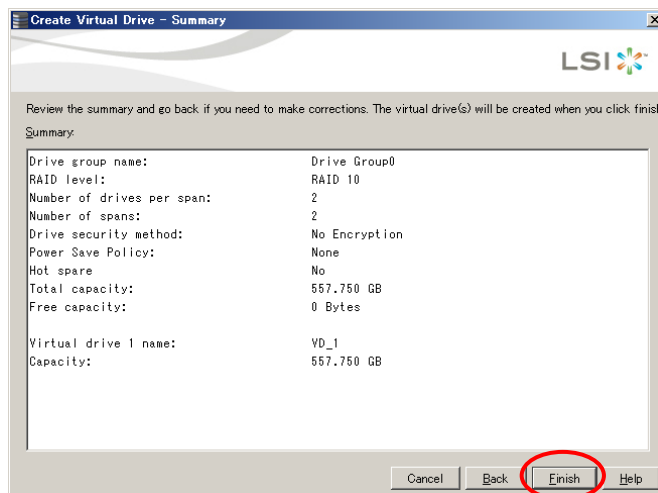 Create Virtual Drive - Summary
LSI
Review the summary and go back if you need to make corrections. The virtual drive(s) will be created when you click finis
Summary:
Drive group name: Drive Group0
RAID level: RAID 10
Number of drives per span: 2
Number of spans: 2
Drive security method: No Encryption
Power Save Policy: None
Hot spare No
Total capacity: 557.750 GB
Free capacity: 0 Bytes
Virtual drive 1 name: VD_1
Capacity: 557.750 GB
Cancel Back Finish Help